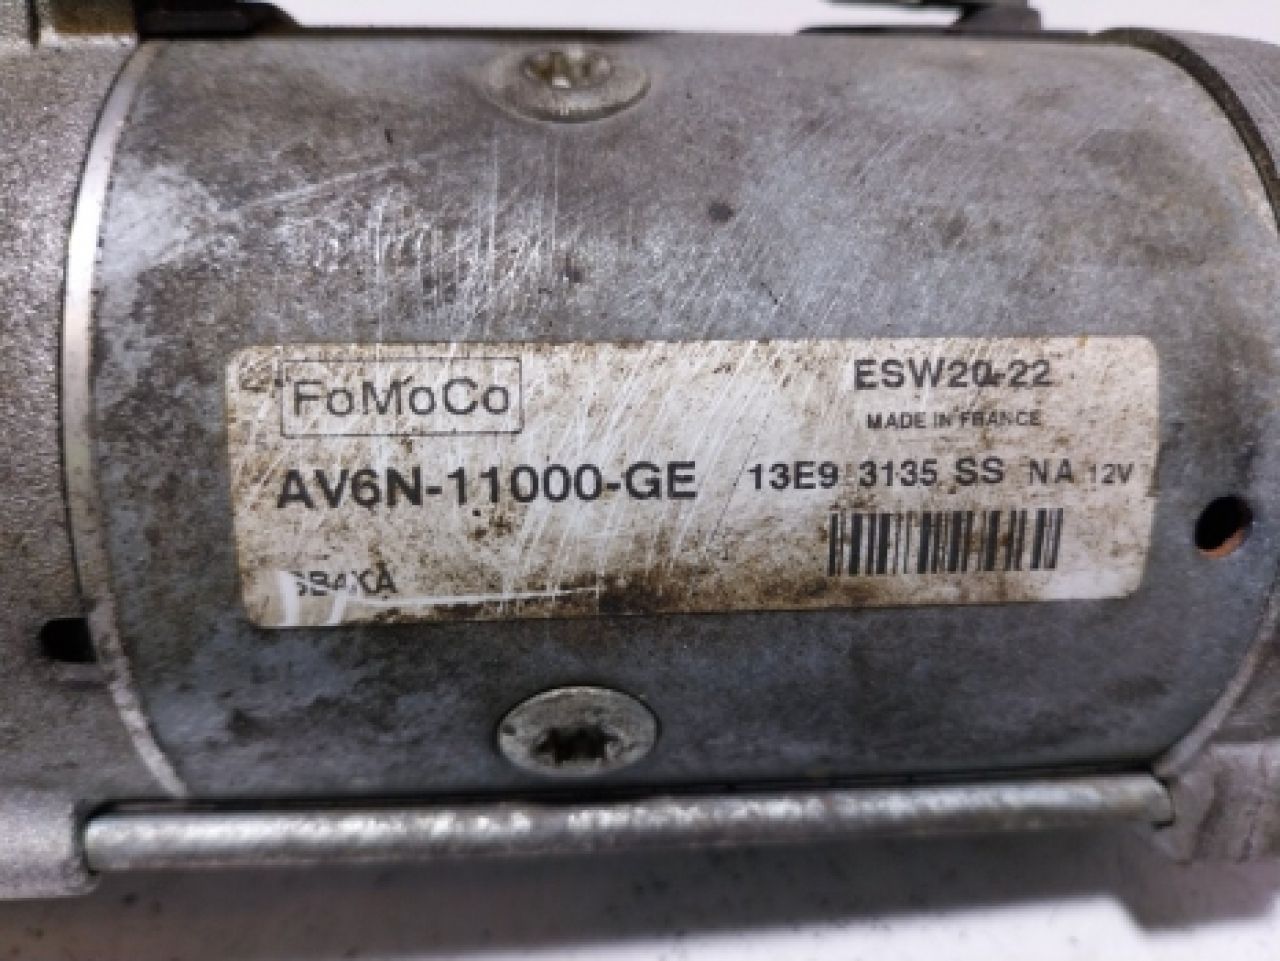 FoMoCo
ESW20-22
MADE IN FRANCE
AV6N-11000-GE 13E9 3135 SS NA 12V